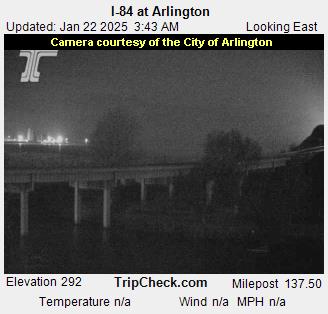 I-84 at Arlington
Updated: Jan 22 2025 3:43 AM Looking East
Camera courtesy of the City of Arlington
Elevation 292 TripCheck.com Milepost 137.50
Temperature n/a Wind n/a MPH n/a